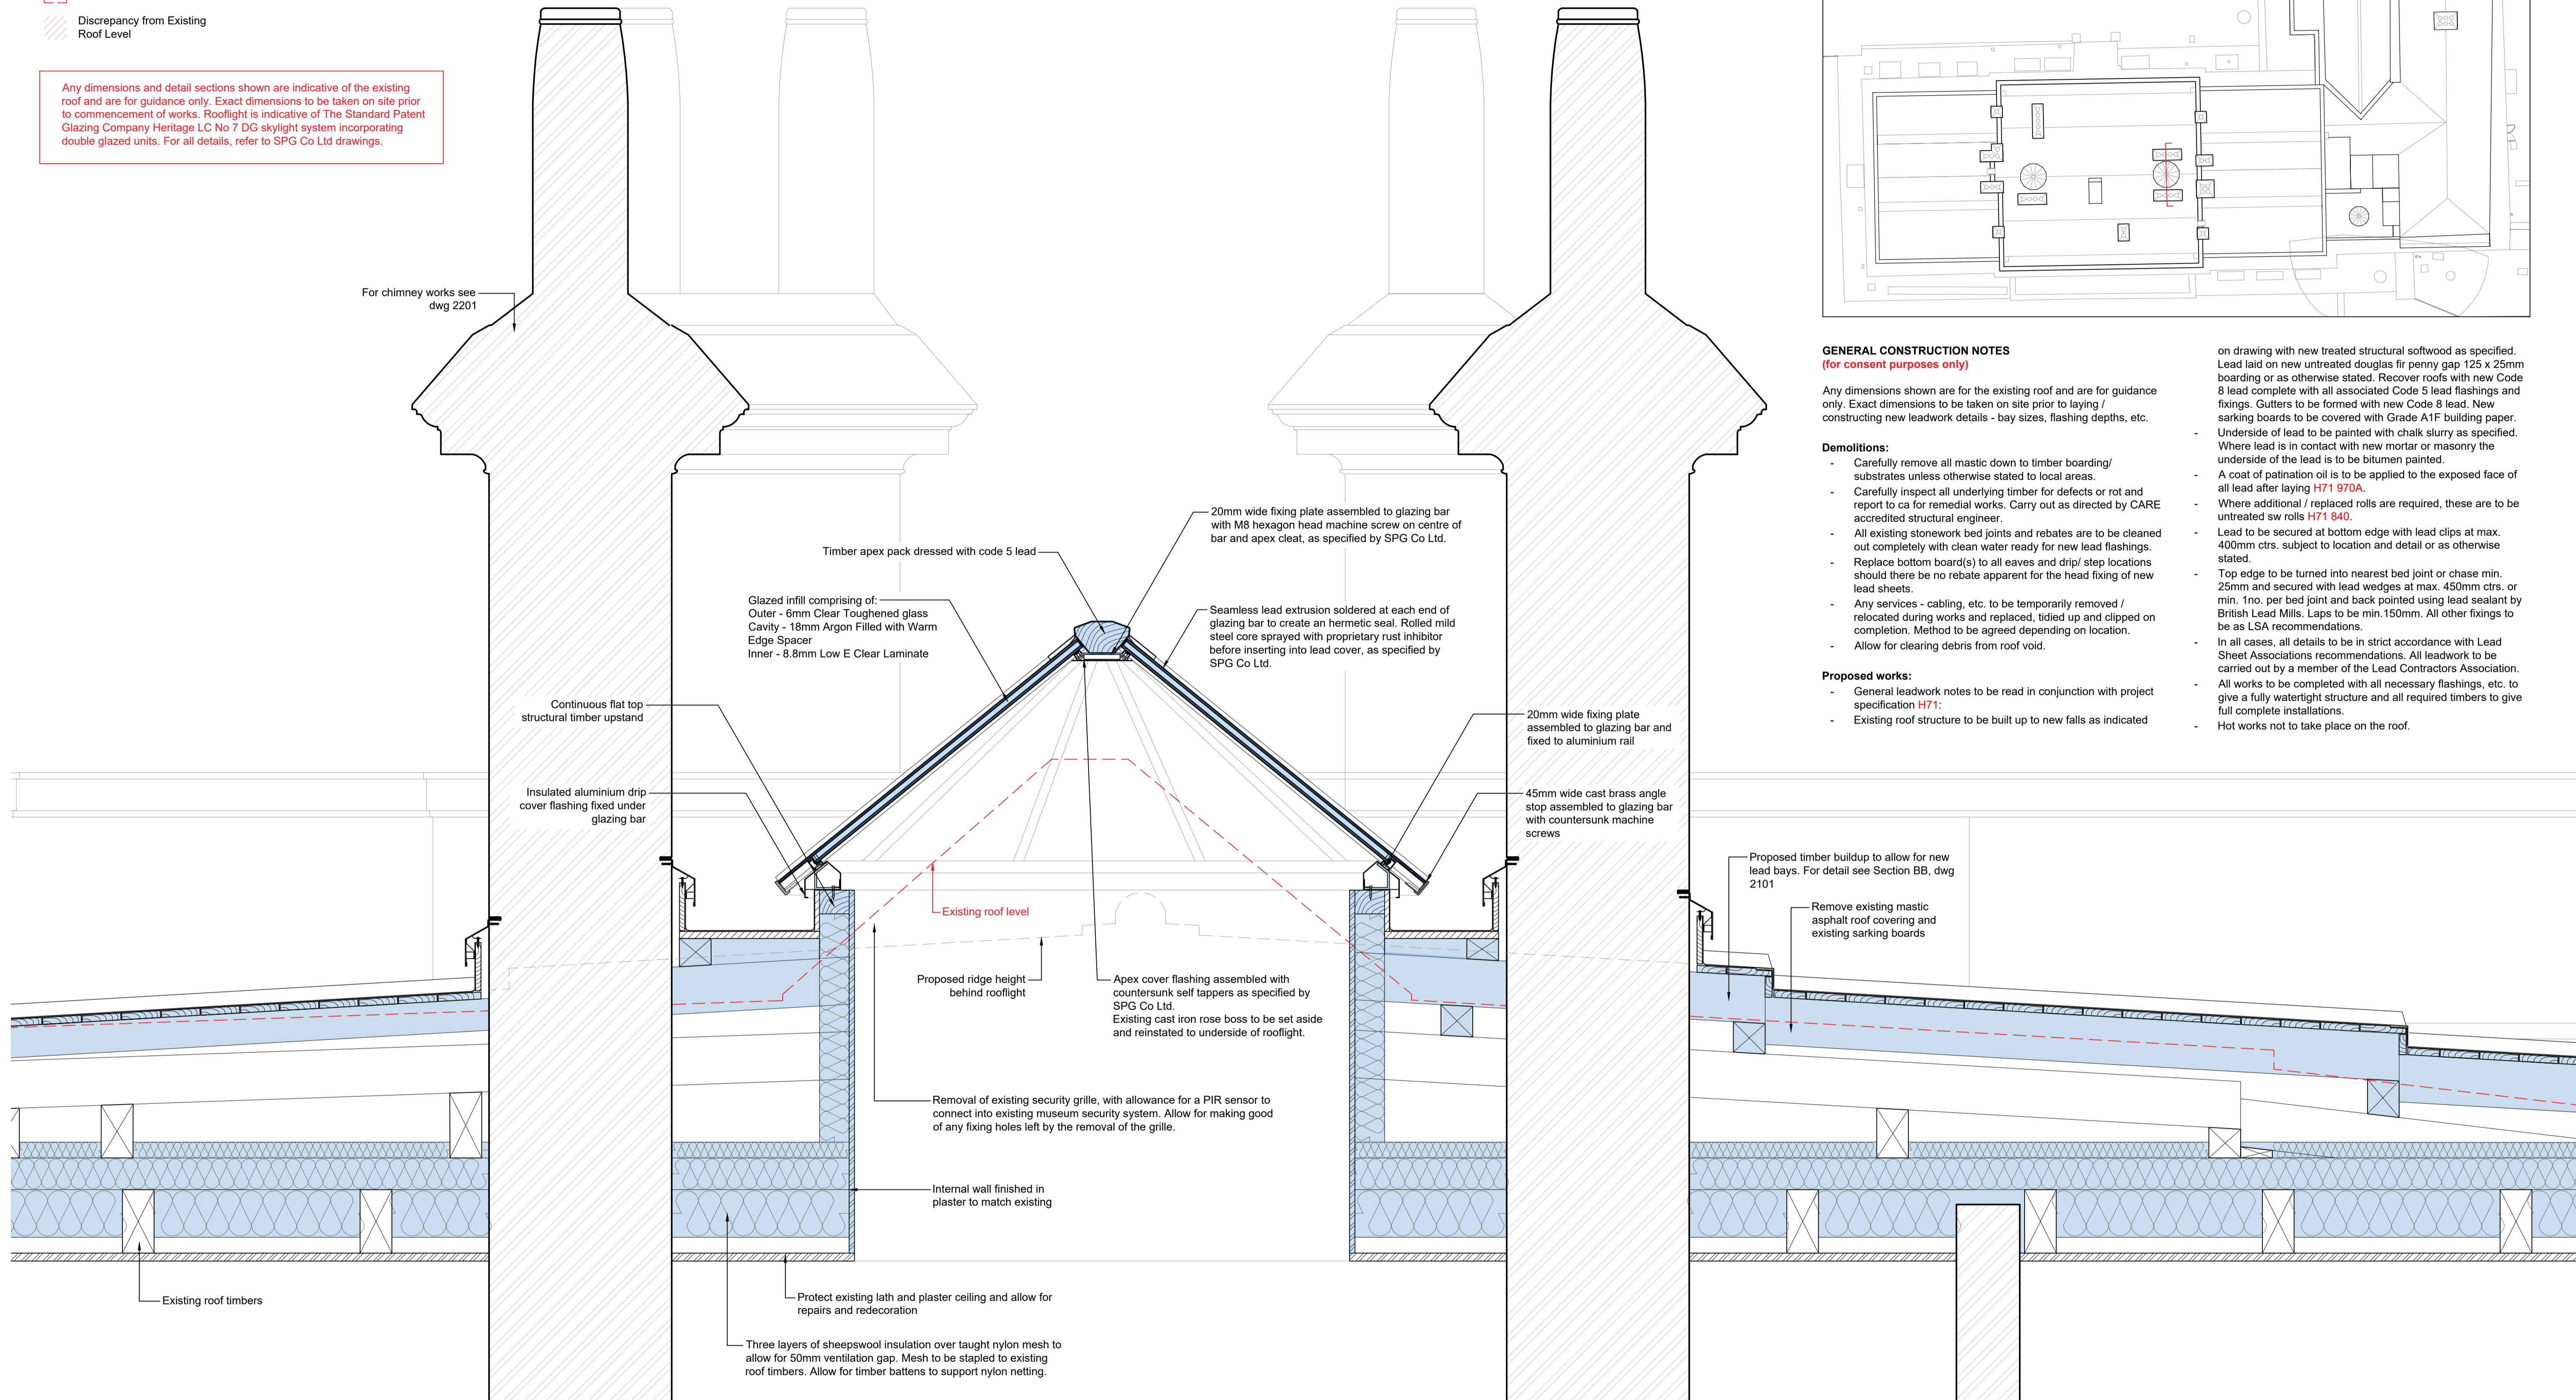 Discrepancy from Existing
Roof Level
Any dimensions and detail sections shown are indicative of the existing
roof and are for guidance only. Exact dimensions to be taken on site prior
to commencement of works. Rooflight is indicative of The Standard Patent
Glazing Company Heritage LC No 7 DG skylight system incorporating
double glazed units. For all details, refer to SPG Co Ltd drawings.
For chimney works see
dwg 2201
Timber apex pack dressed with code 5 lead
20mm wide fixing plate assembled to glazing bar
with M8 hexagon head machine screw on centre of
bar and apex cleat, as specified by SPG Co Ltd.
Glazed infill comprising of:
Outer - 6mm Clear Toughened glass
Cavity - 18mm Argon Filled with Warm
Edge Spacer
Inner - 8.8mm Low E Clear Laminate
Seamless lead extrusion soldered at each end of
glazing bar to create an hermetic seal. Rolled mild
steel core sprayed with proprietary rust inhibitor
before inserting into lead cover, as specified by
SPG Co Ltd.
Continuous flat top
structural timber upstand
20mm wide fixing plate
assembled to glazing bar and
fixed to aluminium rail
Insulated aluminium drip
cover flashing fixed under
glazing bar
45mm wide cast brass angle
stop assembled to glazing bar
with countersunk machine
screws
Existing roof level
Proposed timber buildup to allow for new
lead bays. For detail see Section BB, dwg
2101
Remove existing mastic
asphalt roof covering and
existing sarking boards
Proposed ridge height
behind rooflight
Apex cover flashing assembled with
countersunk self tappers as specified by
SPG Co Ltd.
Existing cast iron rose boss to be set aside
and reinstated to underside of rooflight.
Removal of existing security grille, with allowance for a PIR sensor to
connect into existing museum security system. Allow for making good
of any fixing holes left by the removal of the grille.
Internal wall finished in
plaster to match existing
Existing roof timbers
Protect existing lath and plaster ceiling and allow for
repairs and redecoration
Three layers of sheepswool insulation over taught nylon mesh to
allow for 50mm ventilation gap. Mesh to be stapled to existing
roof timbers. Allow for timber battens to support nylon netting.
GENERAL CONSTRUCTION NOTES
(for consent purposes only)
Any dimensions shown are for the existing roof and are for guidance
only. Exact dimensions to be taken on site prior to laying /
constructing new leadwork details - bay sizes, flashing depths, etc.
Demolitions:
- Carefully remove all mastic down to timber boarding/
substrates unless otherwise stated to local areas.
- Carefully inspect all underlying timber for defects or rot and
report to ca for remedial works. Carry out as directed by CARE
accredited structural engineer.
- All existing stonework bed joints and rebates are to be cleaned
out completely with clean water ready for new lead flashings.
- Replace bottom board(s) to all eaves and drip/ step locations
should there be no rebate apparent for the head fixing of new
lead sheets.
- Any services - cabling, etc. to be temporarily removed /
relocated during works and replaced, tidied up and clipped on
completion. Method to be agreed depending on location.
- Allow for clearing debris from roof void.
Proposed works:
- General leadwork notes to be read in conjunction with project
specification H71:
- Existing roof structure to be built up to new falls as indicated
on drawing with new treated structural softwood as specified.
Lead laid on new untreated douglas fir penny gap 125 x 25mm
boarding or as otherwise stated. Recover roofs with new Code
8 lead complete with all associated Code 5 lead flashings and
fixings. Gutters to be formed with new Code 8 lead. New
sarking boards to be covered with Grade A1F building paper.
- Underside of lead to be painted with chalk slurry as specified.
Where lead is in contact with new mortar or masonry the
underside of the lead is to be bitumen painted.
- A coat of patination oil is to be applied to the exposed face of
all lead after laying H71 970A.
- Where additional / replaced rolls are required, these are to be
untreated sw rolls H71 840.
- Lead to be secured at bottom edge with lead clips at max.
400mm ctrs. subject to location and detail or as otherwise
stated.
- Top edge to be turned into nearest bed joint or chase min.
25mm and secured with lead wedges at max. 450mm ctrs. or
min. 1no. per bed joint and back pointed using lead sealant by
British Lead Mills. Laps to be min.150mm. All other fixings to
be as LSA recommendations.
- In all cases, all details to be in strict accordance with Lead
Sheet Associations recommendations. All leadwork to be
carried out by a member of the Lead Contractors Association.
- All works to be completed with all necessary flashings, etc. to
give a fully watertight structure and all required timbers to give
full complete installations.
- Hot works not to take place on the roof.